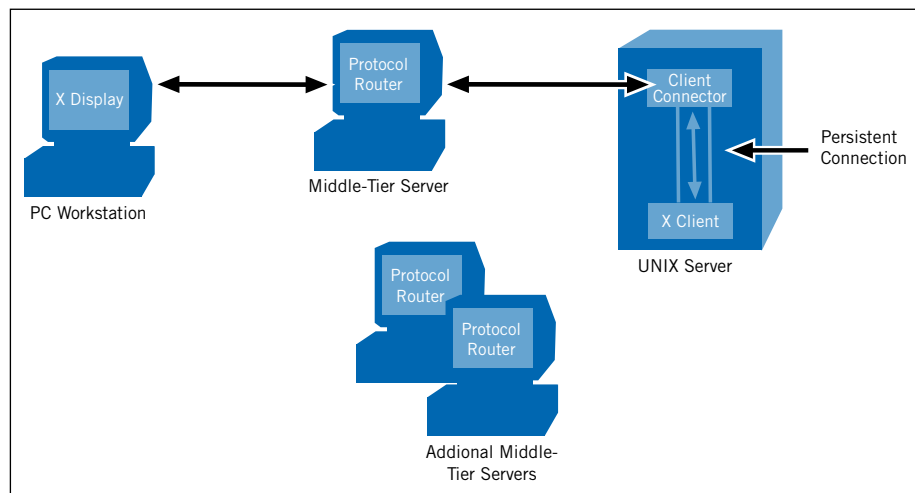 X Display
PC Workstation
Protocol
Router
Middle-Tier Server
Client
Connector
X Client
UNIX Server
Persistent
Connection
Protocol
Router
Protocol
Router
Addional Middle-
Tier Servers